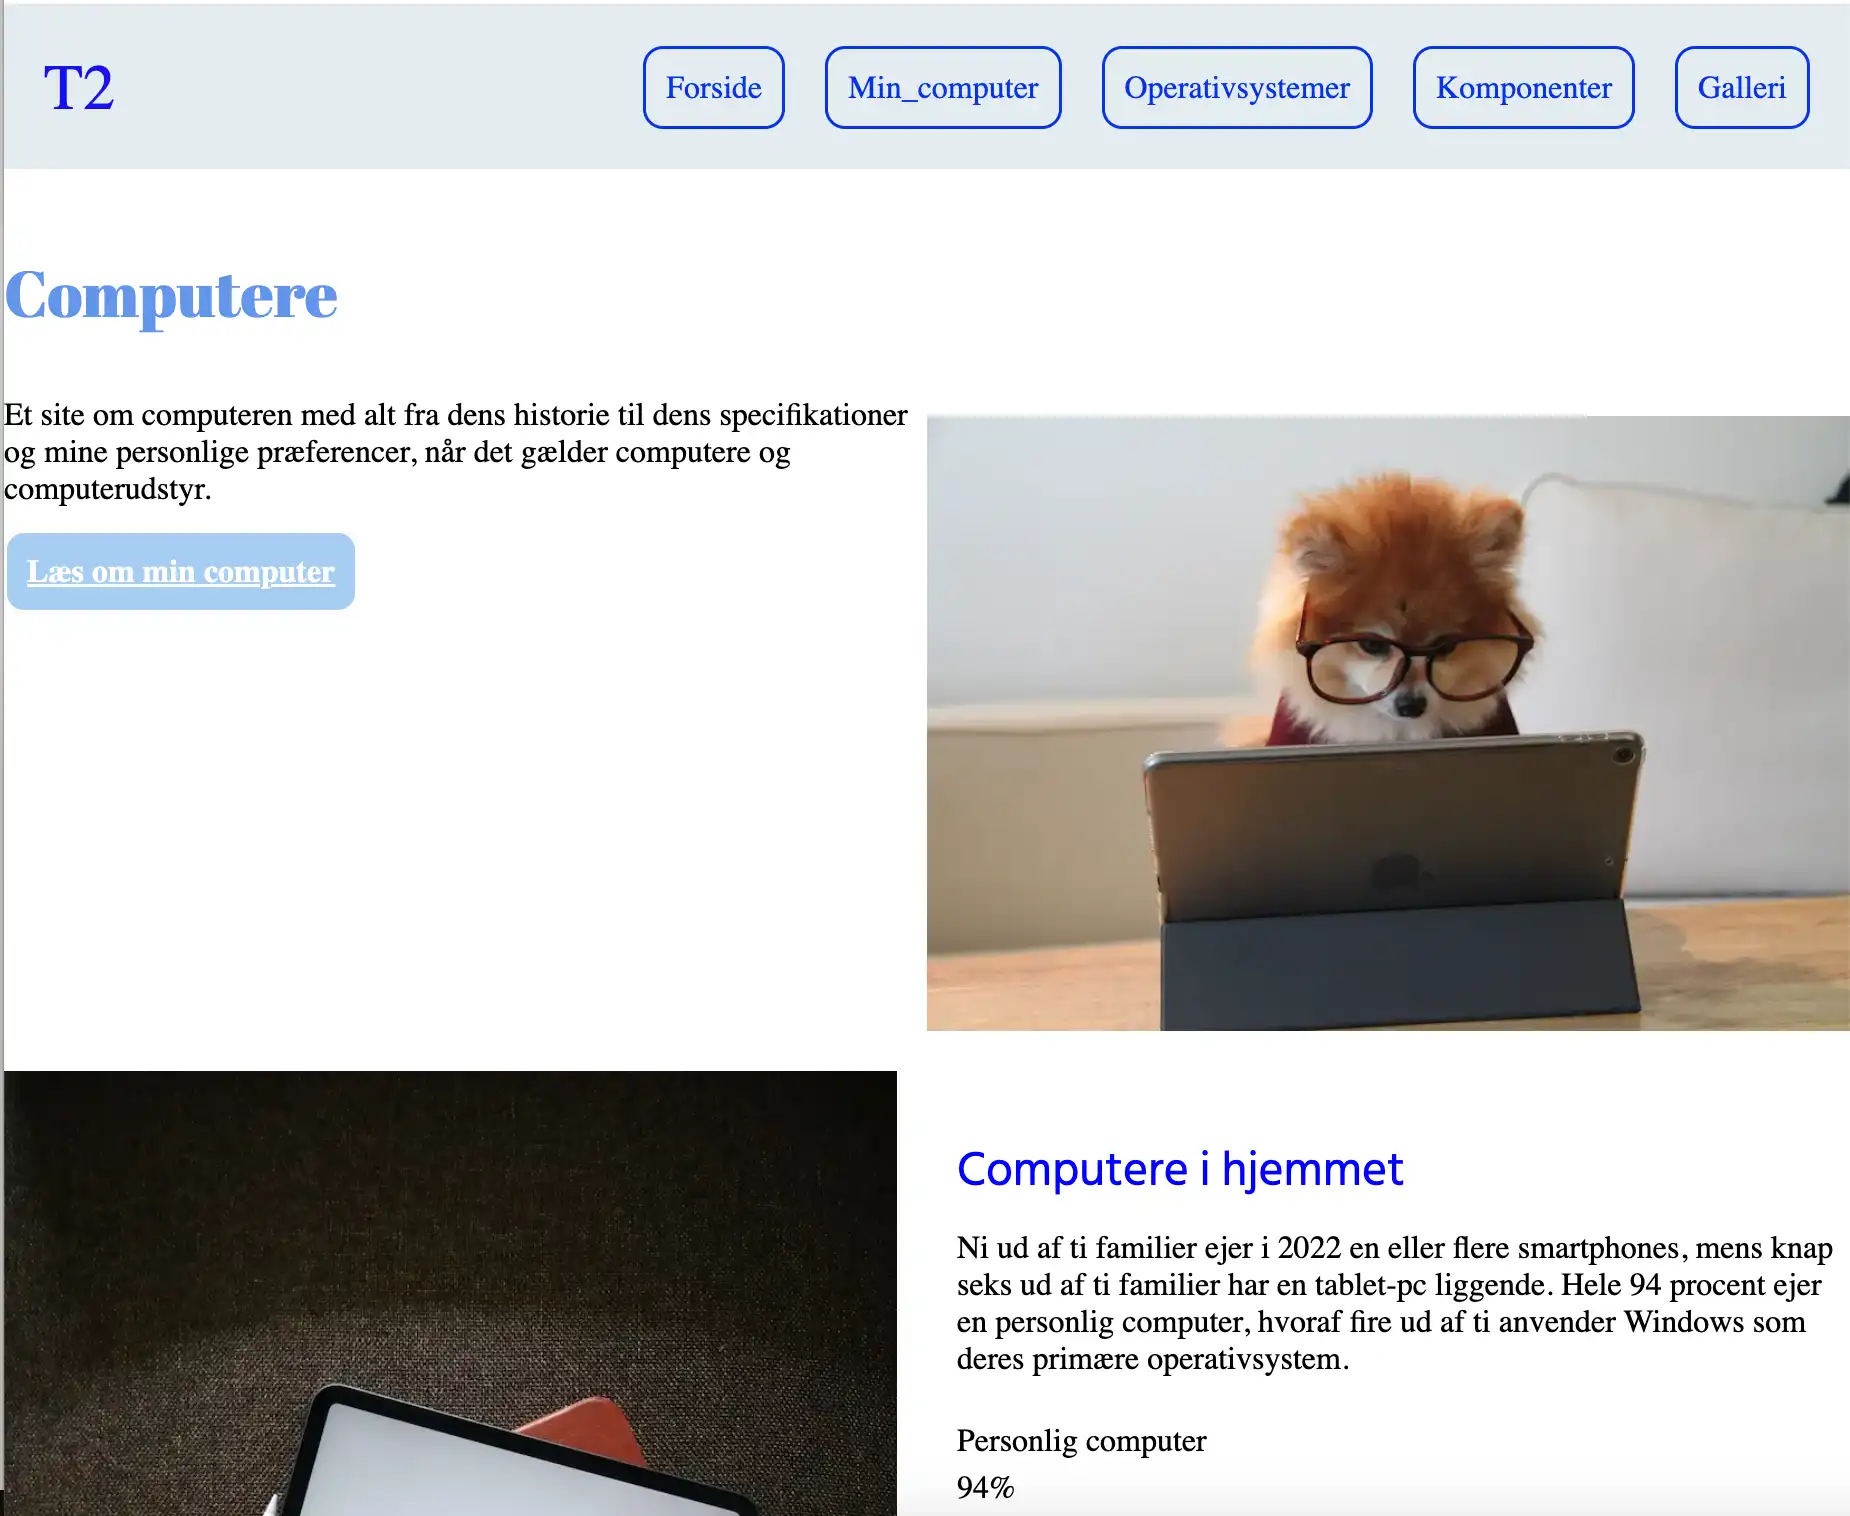 T2
Forside
Min_computer
Operativsystemer
Komponenter
Galleri
Computere
Et site om computeren med alt fra dens historie til dens specifikationer
og mine personlige præferencer, når det gælder computere og
computerudstyr.
Læs om min computer
Computere i hjemmet
Ni ud af ti familier ejer i 2022 en eller flere smartphones, mens knap
seks ud af ti familier har en tablet-pc liggende. Hele 94 procent ejer
en personlig computer, hvoraf fire ud af ti anvender Windows som
deres primære operativsystem.
Personlig computer
94%